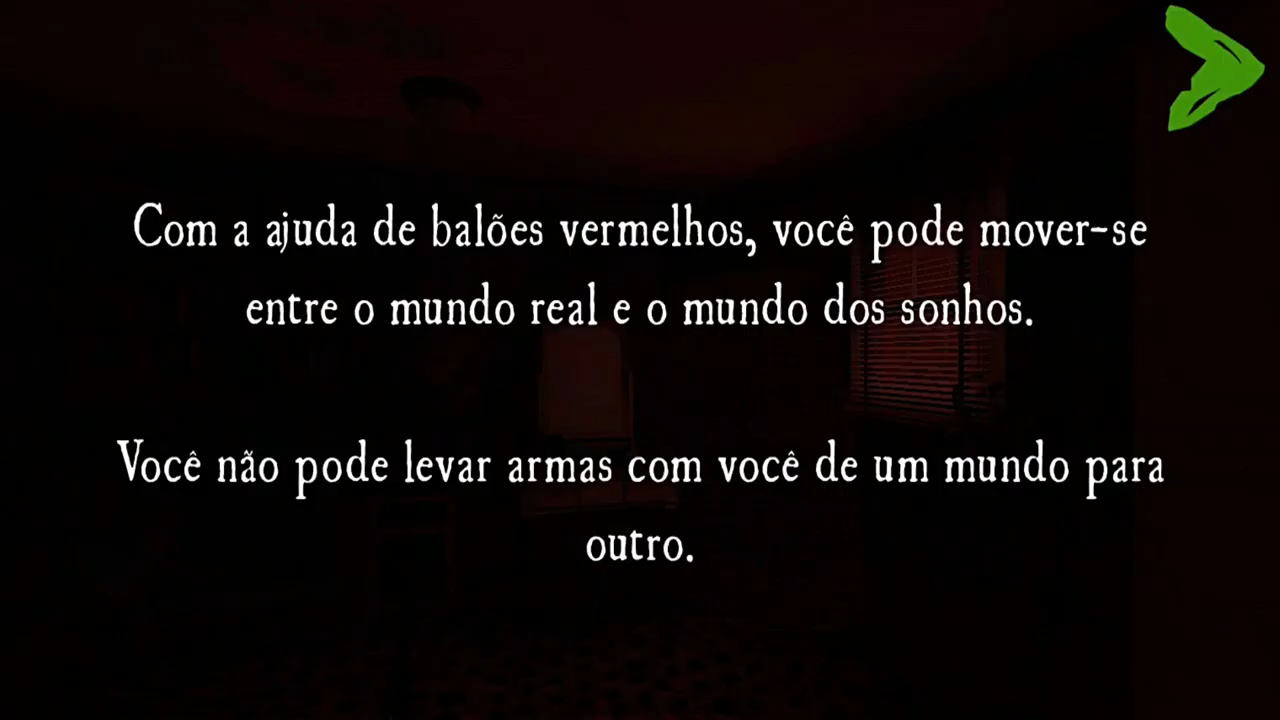 Com a ajuda de balões vermelhos, você pode mover-se
entre o mundo real e o mundo dos sonhos.
Você não pode levar armas com você de um mundo para
outro.